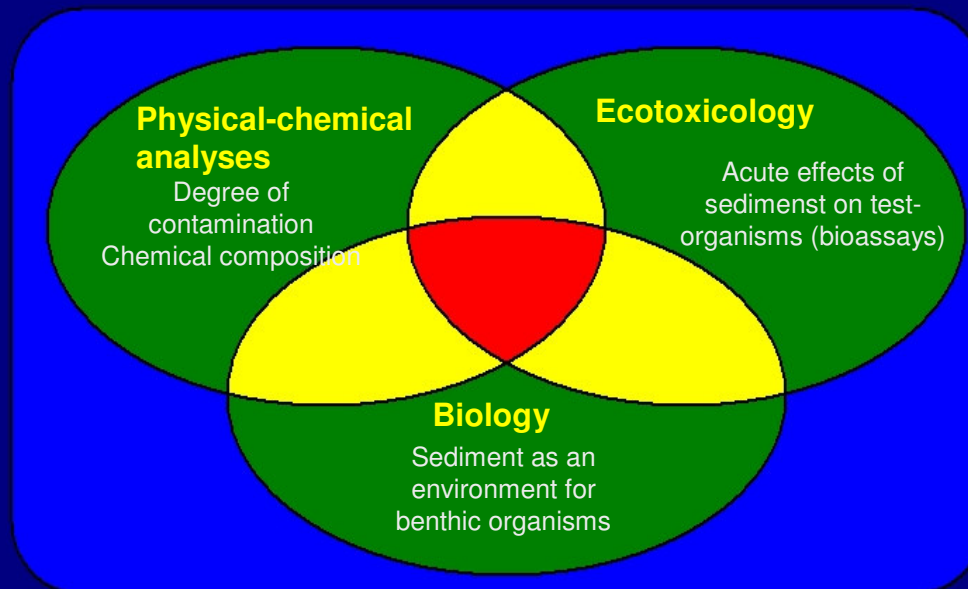 Physical-chemical
analyses
Degree of
contamination
Chemical composition
Ecotoxicology
Acute effects of
sedimenst on test-
organisms (bioassays)
Biology
Sediment as an
environment for
benthic organisms